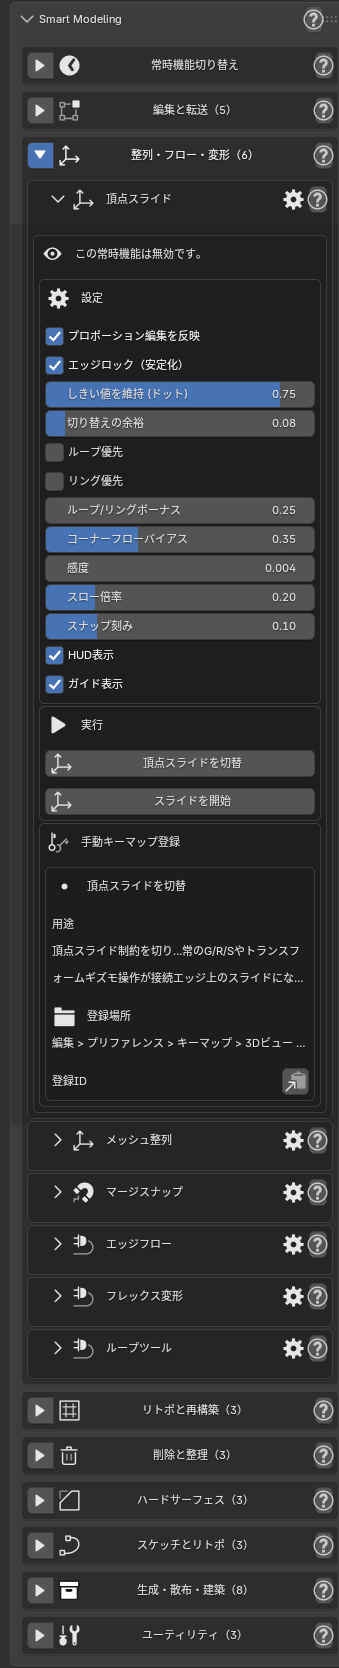 Smart Modeling
常時機能切り替え
編集と転送（5）
整列・フロー・変形（6）
頂点スライド
この常時機能は無効です。
設定
プロポーション編集を反映
エッジロック（安定化）
しきい値を維持 (ドット) 0.75
切り替えの余裕 0.08
ループ優先
リング優先
ループ/リングボーナス 0.25
コーナーフローバイアス 0.35
感度 0.004
スロー倍率 0.20
スナップ刻み 0.10
HUD表示
ガイド表示
実行
頂点スライドを切替
スライドを開始
手動キーマップ登録
頂点スライドを切替
用途
頂点スライド制約を切り...常のG/R/Sやトランスフ
ォームギズモ操作が接続エッジ上のスライドにな...
登録場所
編集 > プリファレンス > キーマップ > 3Dビュー ...
登録ID
メッシュ整列
マージスナップ
エッジフロー
フレックス変形
ループツール
リトポと再構築（3）
削除と整理（3）
ハードサーフェス（3）
スケッチとリトポ（3）
生成・散布・建築（8）
ユーティリティ（3）